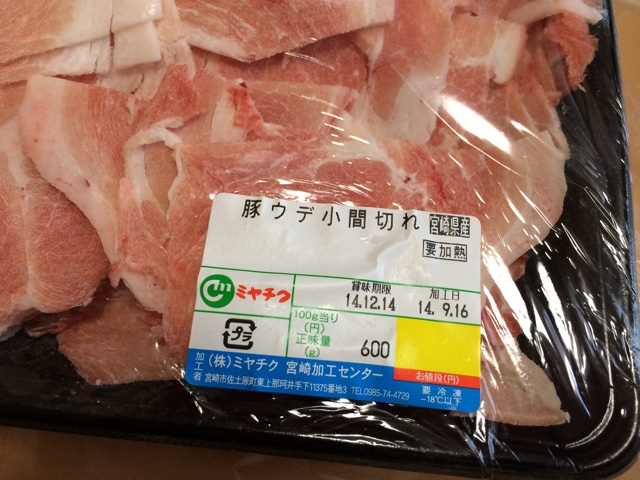 豚ウデ小間切れ 宮崎県産
要加熱
ミヤチク
賞味期限 加工日
14.12.14 14. 9.16
100g当り
(円)
正味量
(g) 600
プラ
お値段(円)
加工者 (株)ミヤチク 宮崎加工センター
宮崎市佐土原町東上那珂井手下11375番地3 TEL0985-74-4729
要 冷 凍
-18℃以下